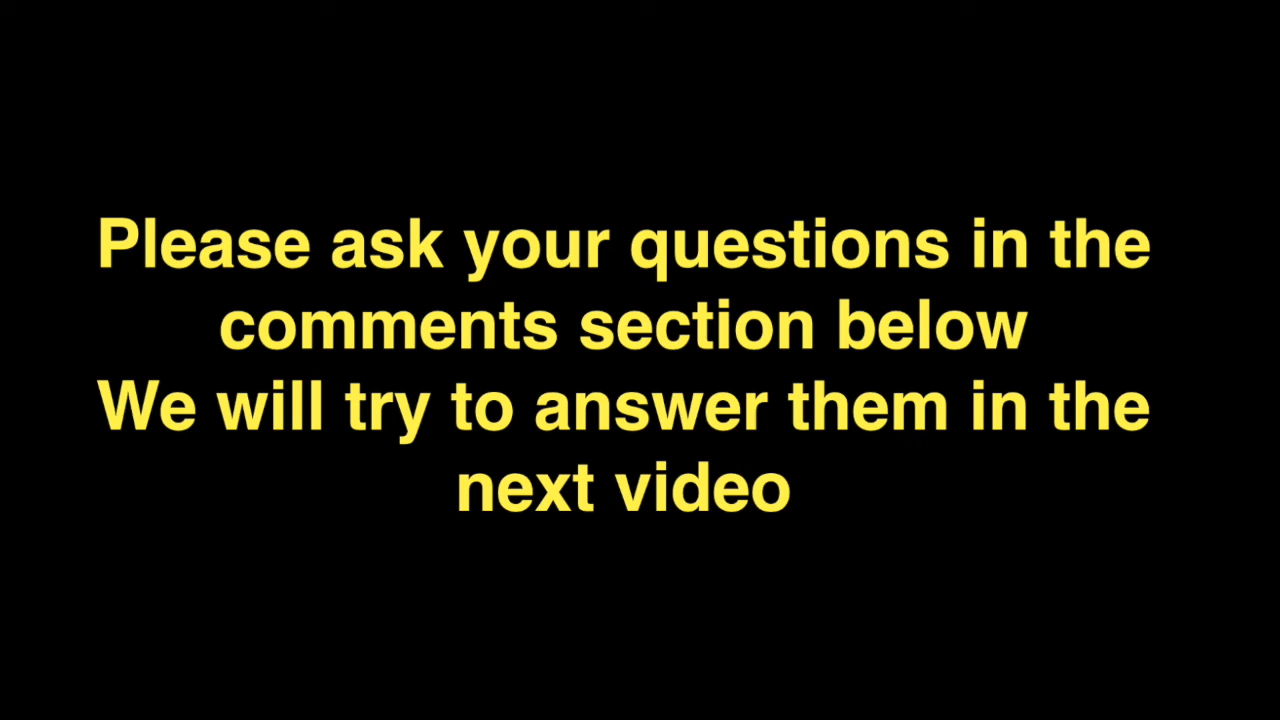 Please ask your questions in the
comments section below
We will try to answer them in the
next video